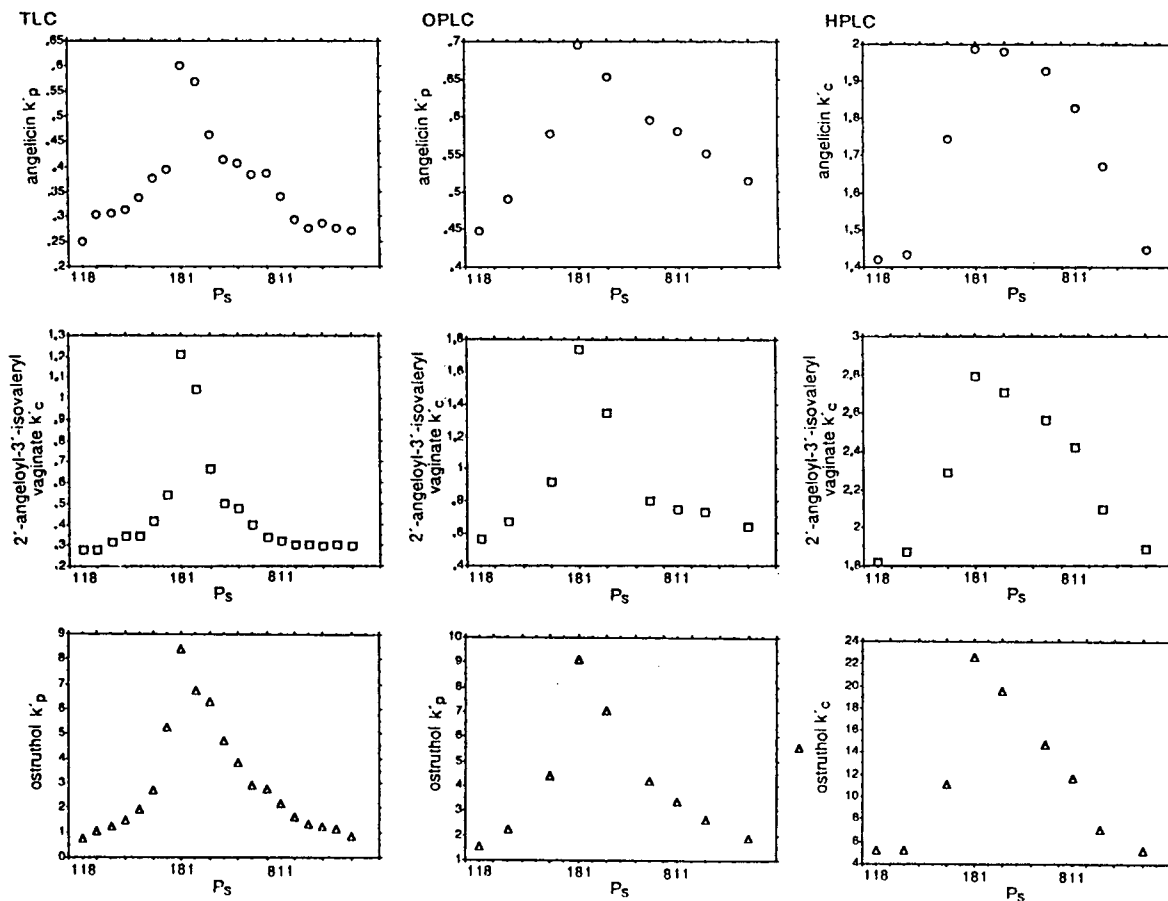 TLC
OPLC
HPLC
angelicin k´p
.65
.6
.55
.5
.45
.4
.35
.3
.25
.2
118 181 811
Ps
angelicin k´p
.7
.65
.6
.55
.5
.45
.4
118 181 811
Ps
angelicin k´c
2
1,9
1,8
1,7
1,6
1,5
1,4
118 181 811
Ps
2´-angeloyl-3´-isovaleryl
vaginate k´c
1,3
1,2
1,1
1
.9
.8
.7
.6
.5
.4
.3
.2
118 181 811
Ps
2´-angeloyl-3´-isovaleryl
vaginate k´c
1,8
1,6
1,4
1,2
1
.8
.6
.4
118 181 811
Ps
2´-angeloyl-3´-isovaleryl
vaginate k´c
3
2,8
2,6
2,4
2,2
2
1,8
118 181 811
Ps
ostruthol k´p
9
8
7
6
5
4
3
2
1
0
118 181 811
Ps
ostruthol k´p
10
9
8
7
6
5
4
3
2
1
118 181 811
Ps
ostruthol k´c
24
22
20
18
16
14
12
10
8
6
4
118 181 811
Ps